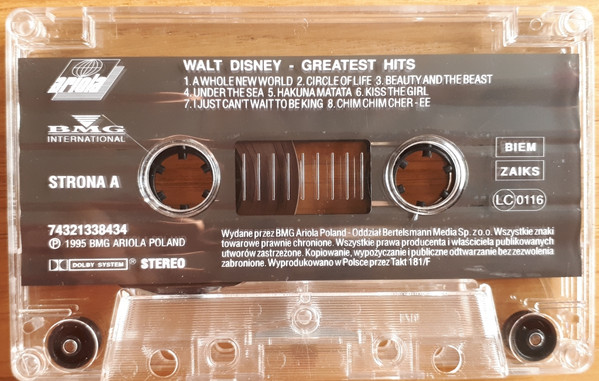 WALT DISNEY - GREATEST HITS
1. A WHOLE NEW WORLD 2. CIRCLE OF LIFE 3. BEAUTY AND THE BEAST
4. UNDER THE SEA 5. HAKUNA MATATA 6. KISS THE GIRL
7. I JUST CAN'T WAIT TO BE KING 8. CHIM CHIM CHER - EE
ariola
BMG
INTERNATIONAL
STRONA A
BIEM
ZAIKS
LC 0116
74321338434
℗ 1995 BMG ARIOLA POLAND
DOLBY SYSTEM ® STEREO
Wydane przez BMG Ariola Poland - Oddział Bertelsmann Media Sp. z o.o. Wszystkie znaki
towarowe prawnie chronione. Wszystkie prawa producenta i właściciela publikowanych
utworów zastrzeżone. Kopiowanie, wypożyczanie i publiczne odtwarzanie bez zezwolenia
zabronione. Wyprodukowano w Polsce przez Takt 181/F